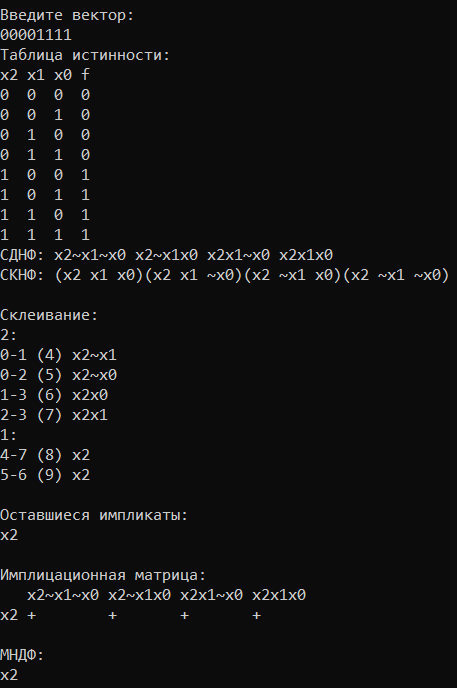 Введите вектор:
00001111
Таблица истинности:
x2 x1 x0 f
0  0  0  0
0  0  1  0
0  1  0  0
0  1  1  0
1  0  0  1
1  0  1  1
1  1  0  1
1  1  1  1
СДНФ: x2~x1~x0 x2~x1x0 x2x1~x0 x2x1x0
СКНФ: (x2 x1 x0)(x2 x1 ~x0)(x2 ~x1 x0)(x2 ~x1 ~x0)
Склеивание:
2:
0-1 (4) x2~x1
0-2 (5) x2~x0
1-3 (6) x2x0
2-3 (7) x2x1
1:
4-7 (8) x2
5-6 (9) x2
Оставшиеся импликаты:
x2
Имплицационная матрица:
   x2~x1~x0 x2~x1x0 x2x1~x0 x2x1x0
x2 +        +       +       +
МНДФ:
x2